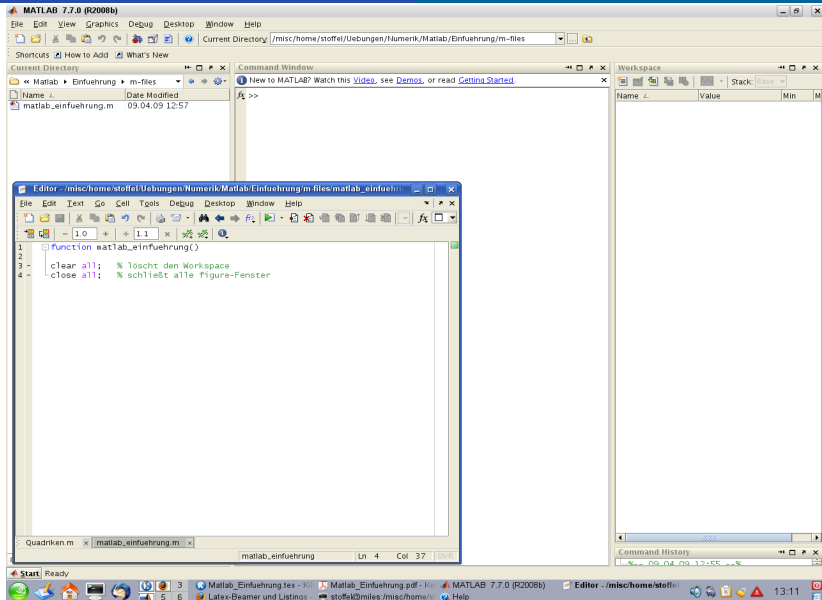 MATLAB 7.7.0 (R2008b)
File Edit View Graphics Debug Desktop Window Help
Current Directory: /misc/home/stoffel/Uebungen/Numerik/Matlab/Einfuehrung/m-files
Shortcuts How to Add What's New
Current Directory
« Matlab Einfuehrung m-files
Name Date Modified
matlab_einfuehrung.m 09.04.09 12:57
Command Window
New to MATLAB? Watch this Video, see Demos, or read Getting Started.
fx >>
Workspace
Stack: Base
Name Value Min M
Editor - /misc/home/stoffel/Uebungen/Numerik/Matlab/Einfuehrung/m-files/matlab_einfuehru
File Edit Text Go Cell Tools Debug Desktop Window Help
fx
- 1.0 + ÷ 1.1 ×
1 function matlab_einfuehrung()
2
3 - clear all; % löscht den Workspace
4 - close all; % schließt alle figure-Fenster
Quadriken.m × matlab_einfuehrung.m ×
matlab_einfuehrung Ln 4 Col 37 OVR
Command History
%-- 09.04.09 12:55 --%
Start Ready
3 Matlab_Einfuehrung.tex - Ki Matlab_Einfuehrung.pdf - MATLAB 7.7.0 (R2008b) Editor - /misc/home/stoffel
5 6 Latex-Beamer und Listings stoffel@miles:/misc/home/s Help
13:11